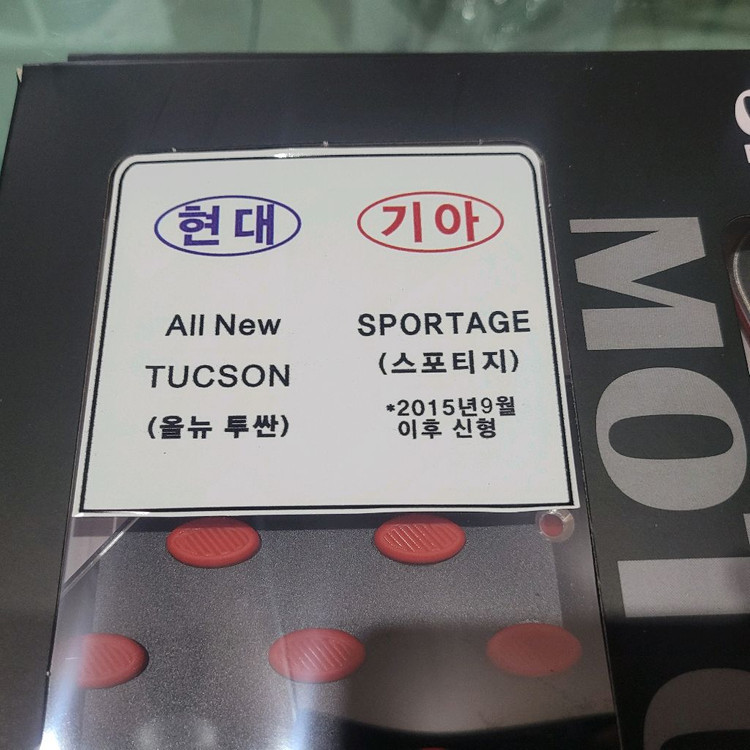 현대
All New
TUCSON
(올뉴 투싼)
기아
SPORTAGE
(스포티지)
*2015년9월
이후 신형